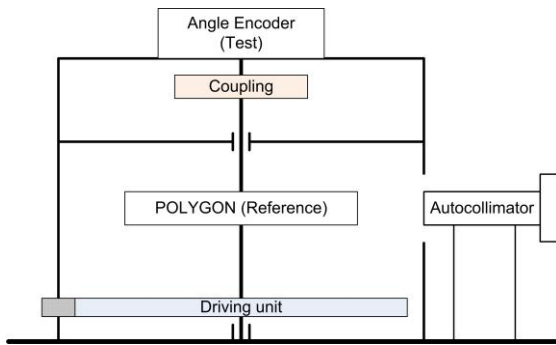 Angle Encoder
(Test)
Coupling
POLYGON (Reference)
Autocollimator
Driving unit